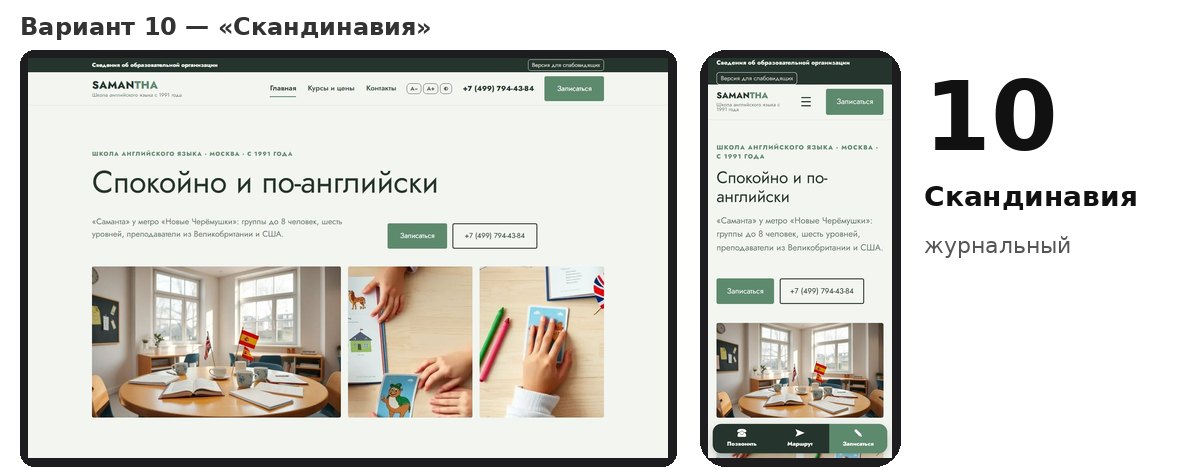 Вариант 10 — «Скандинавия»
Сведения об образовательной организации
Версия для слабовидящих
SAMANTHA
Школа английского языка с 1991 года
Главная
Курсы и цены
Контакты
A−
A+
+7 (499) 794-43-84
Записаться
ШКОЛА АНГЛИЙСКОГО ЯЗЫКА · МОСКВА · С 1991 ГОДА
Спокойно и по-английски
«Саманта» у метро «Новые Черёмушки»: группы до 8 человек, шесть
уровней, преподаватели из Великобритании и США.
Записаться
+7 (499) 794-43-84
Сведения об образовательной организации
Версия для слабовидящих
SAMANTHA
Школа английского языка с
1991 года
Записаться
ШКОЛА АНГЛИЙСКОГО ЯЗЫКА · МОСКВА ·
С 1991 ГОДА
Спокойно и по-
английски
«Саманта» у метро «Новые Черёмушки»:
группы до 8 человек, шесть уровней,
преподаватели из Великобритании и США.
Записаться
+7 (499) 794-43-84
Позвонить
Маршрут
Записаться
10
Скандинавия
журнальный